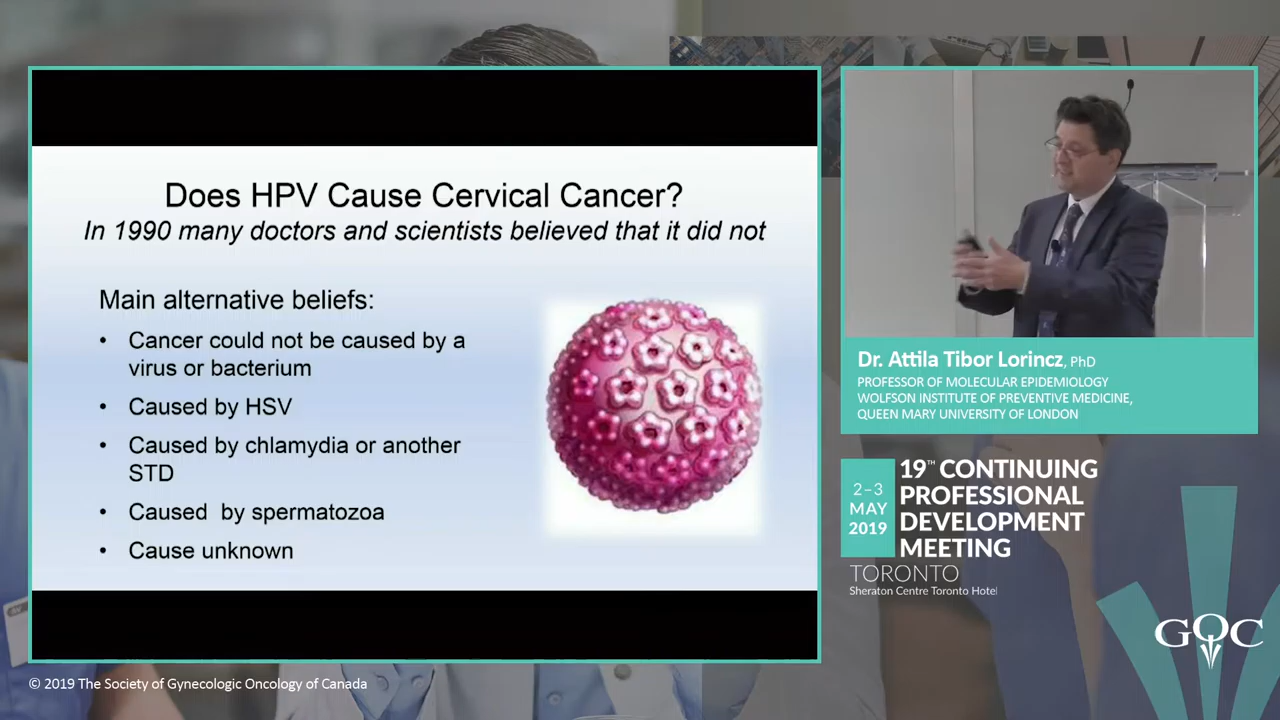 Does HPV Cause Cervical Cancer?
In 1990 many doctors and scientists believed that it did not
Main alternative beliefs:
• Cancer could not be caused by a
virus or bacterium
• Caused by HSV
• Caused by chlamydia or another
STD
• Caused  by spermatozoa
• Cause unknown
Dr. Attila Tibor Lorincz, PhD
PROFESSOR OF MOLECULAR EPIDEMIOLOGY
WOLFSON INSTITUTE OF PREVENTIVE MEDICINE,
QUEEN MARY UNIVERSITY OF LONDON
2–3
MAY
2019
19TH CONTINUING
PROFESSIONAL
DEVELOPMENT
MEETING
TORONTO
Sheraton Centre Toronto Hotel
GOC
© 2019 The Society of Gynecologic Oncology of Canada